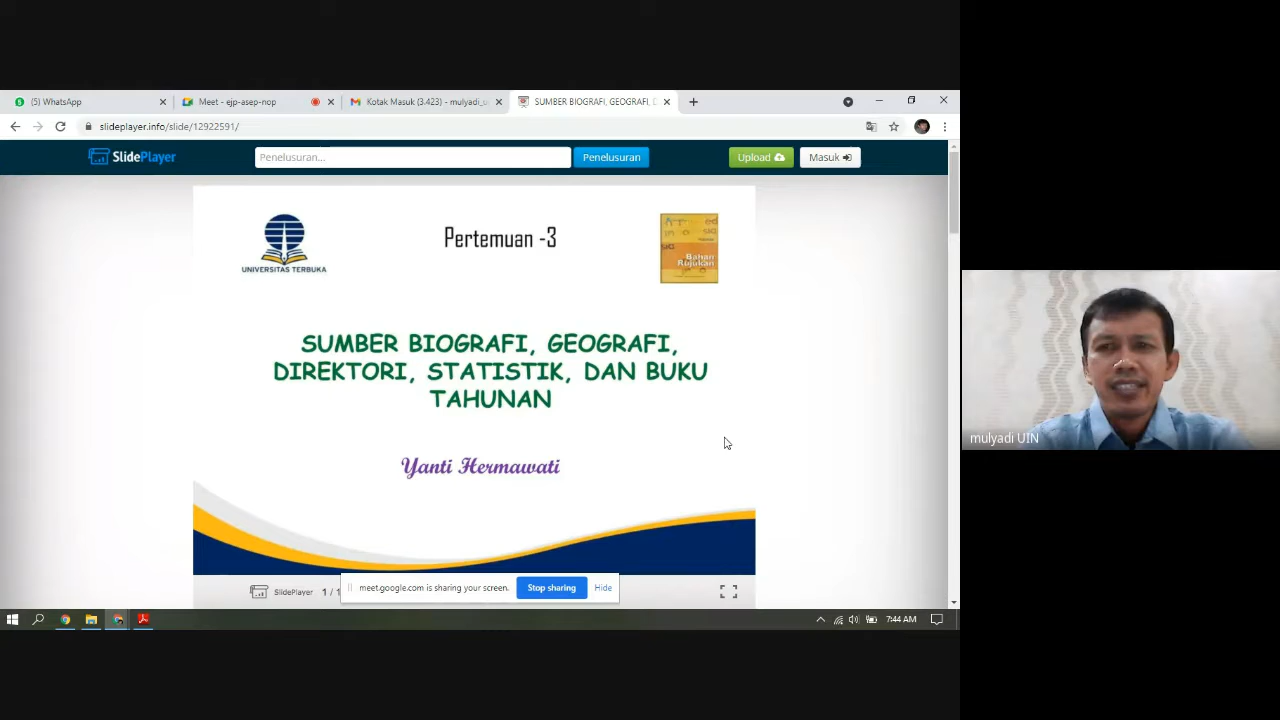 (5) WhatsApp
Meet - ejp-asep-nop
Kotak Masuk (3.423) - mulyadi_u
SUMBER BIOGRAFI, GEOGRAFI, D
slideplayer.info/slide/12922591/
SlidePlayer
Penelusuran...
Penelusuran
Upload
Masuk
UNIVERSITAS TERBUKA
Pertemuan -3
Bahan
Rujukan
SUMBER BIOGRAFI, GEOGRAFI,
DIREKTORI, STATISTIK, DAN BUKU
TAHUNAN
Yanti Hermawati
mulyadi UIN
SlidePlayer
1 / 1
meet.google.com is sharing your screen.
Stop sharing
Hide
7:44 AM